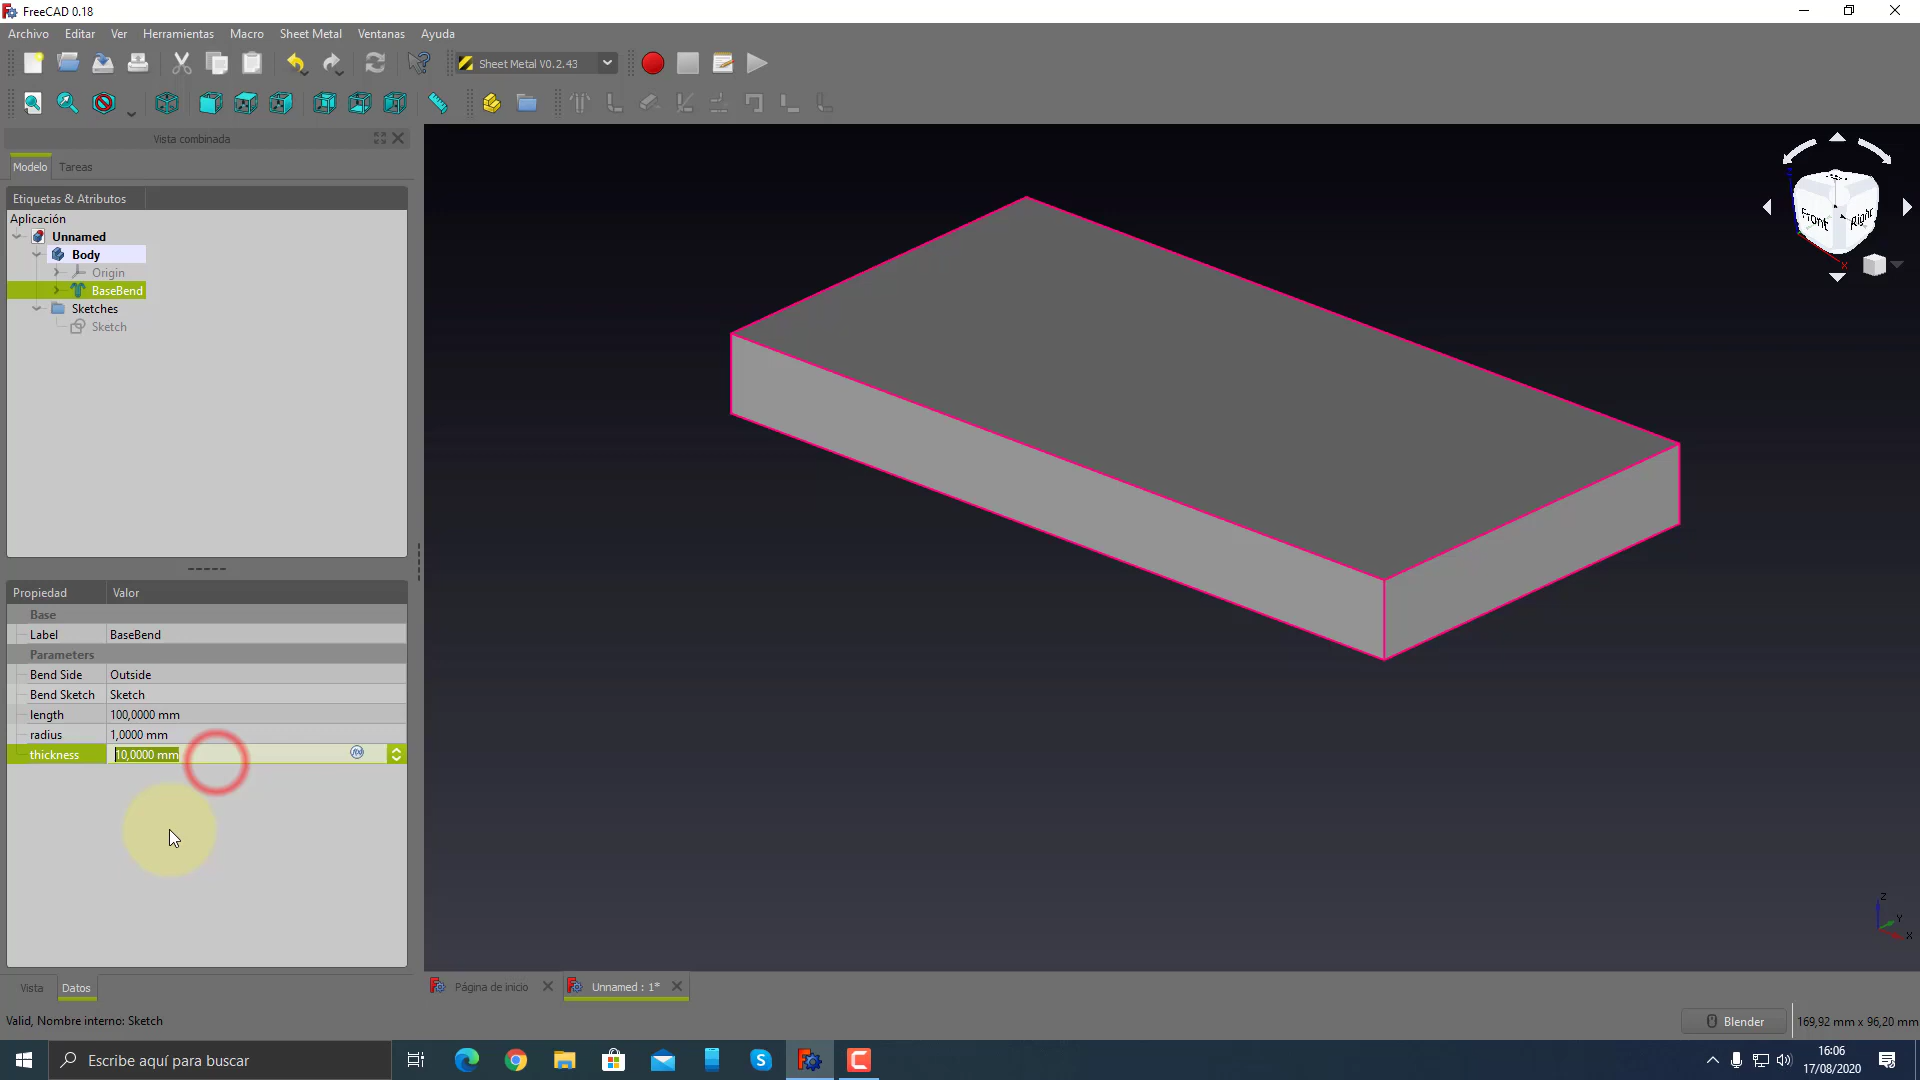 FreeCAD 0.18
Archivo Editar Ver Herramientas Macro Sheet Metal Ventanas Ayuda
Sheet Metal V0.2.43
Vista combinada
Modelo Tareas
Etiquetas & Atributos
Aplicación
Unnamed
Body
Origin
BaseBend
Sketches
Sketch
Front Right
X
Propiedad Valor
Base
Label BaseBend
Parameters
Bend Side Outside
Bend Sketch Sketch
length 100,0000 mm
radius 1,0000 mm
thickness 10,0000 mm
Z
Y
X
Vista Datos
Página de inicio Unnamed : 1*
Valid, Nombre interno: Sketch
Blender 169,92 mm x 96,20 mm
Escribe aquí para buscar
16:06
17/08/2020